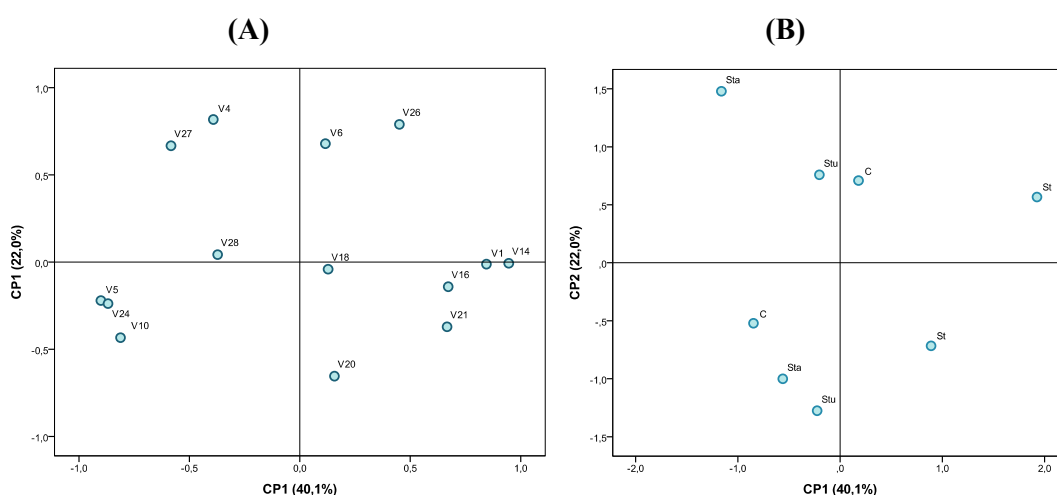 (A)
(B)
1,0
0,5
0,0
-0,5
-1,0
CP1 (22,0%)
V4
V27
V6
V26
V28
V18
V1
V14
V16
V5
V24
V10
V21
V20
-1,0
-0,5
0,0
0,5
1,0
CP1 (40,1%)
1,5
1,0
,5
,0
-,5
-1,0
-1,5
CP2 (22,0%)
Sta
Stu
C
St
C
St
Sta
Stu
-2,0
-1,0
,0
1,0
2,0
CP1 (40,1%)